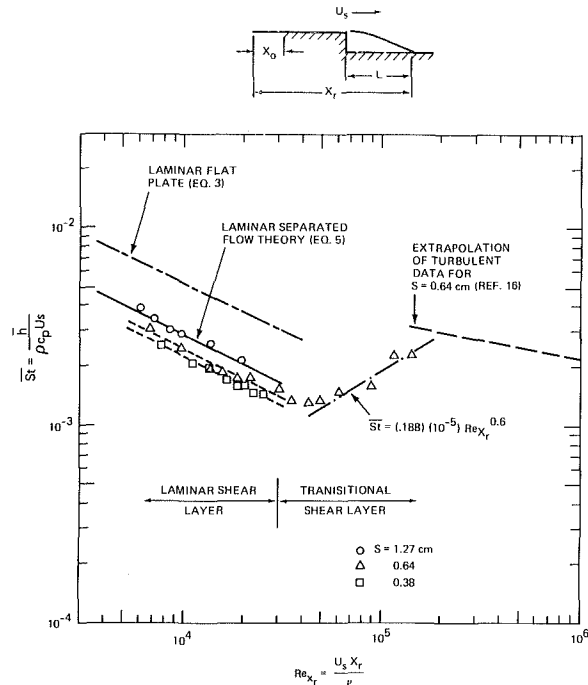 U_s
X_o
L
X_r
LAMINAR FLAT
PLATE (EQ. 3)
LAMINAR SEPARATED
FLOW THEORY (EQ. 5)
EXTRAPOLATION
OF TURBULENT
DATA FOR
S = 0.64 cm (REF. 16)
10^-2
S̅t̅ = h̅ / ρ c_p U_s
10^-3
S̅t̅ = (.188) (10^-5) Re_Xr^0.6
LAMINAR SHEAR
LAYER
TRANSITIONAL
SHEAR LAYER
S = 1.27 cm
0.64
0.38
10^-4
10^4
10^5
10^6
Re_Xr = U_s X_r / ν